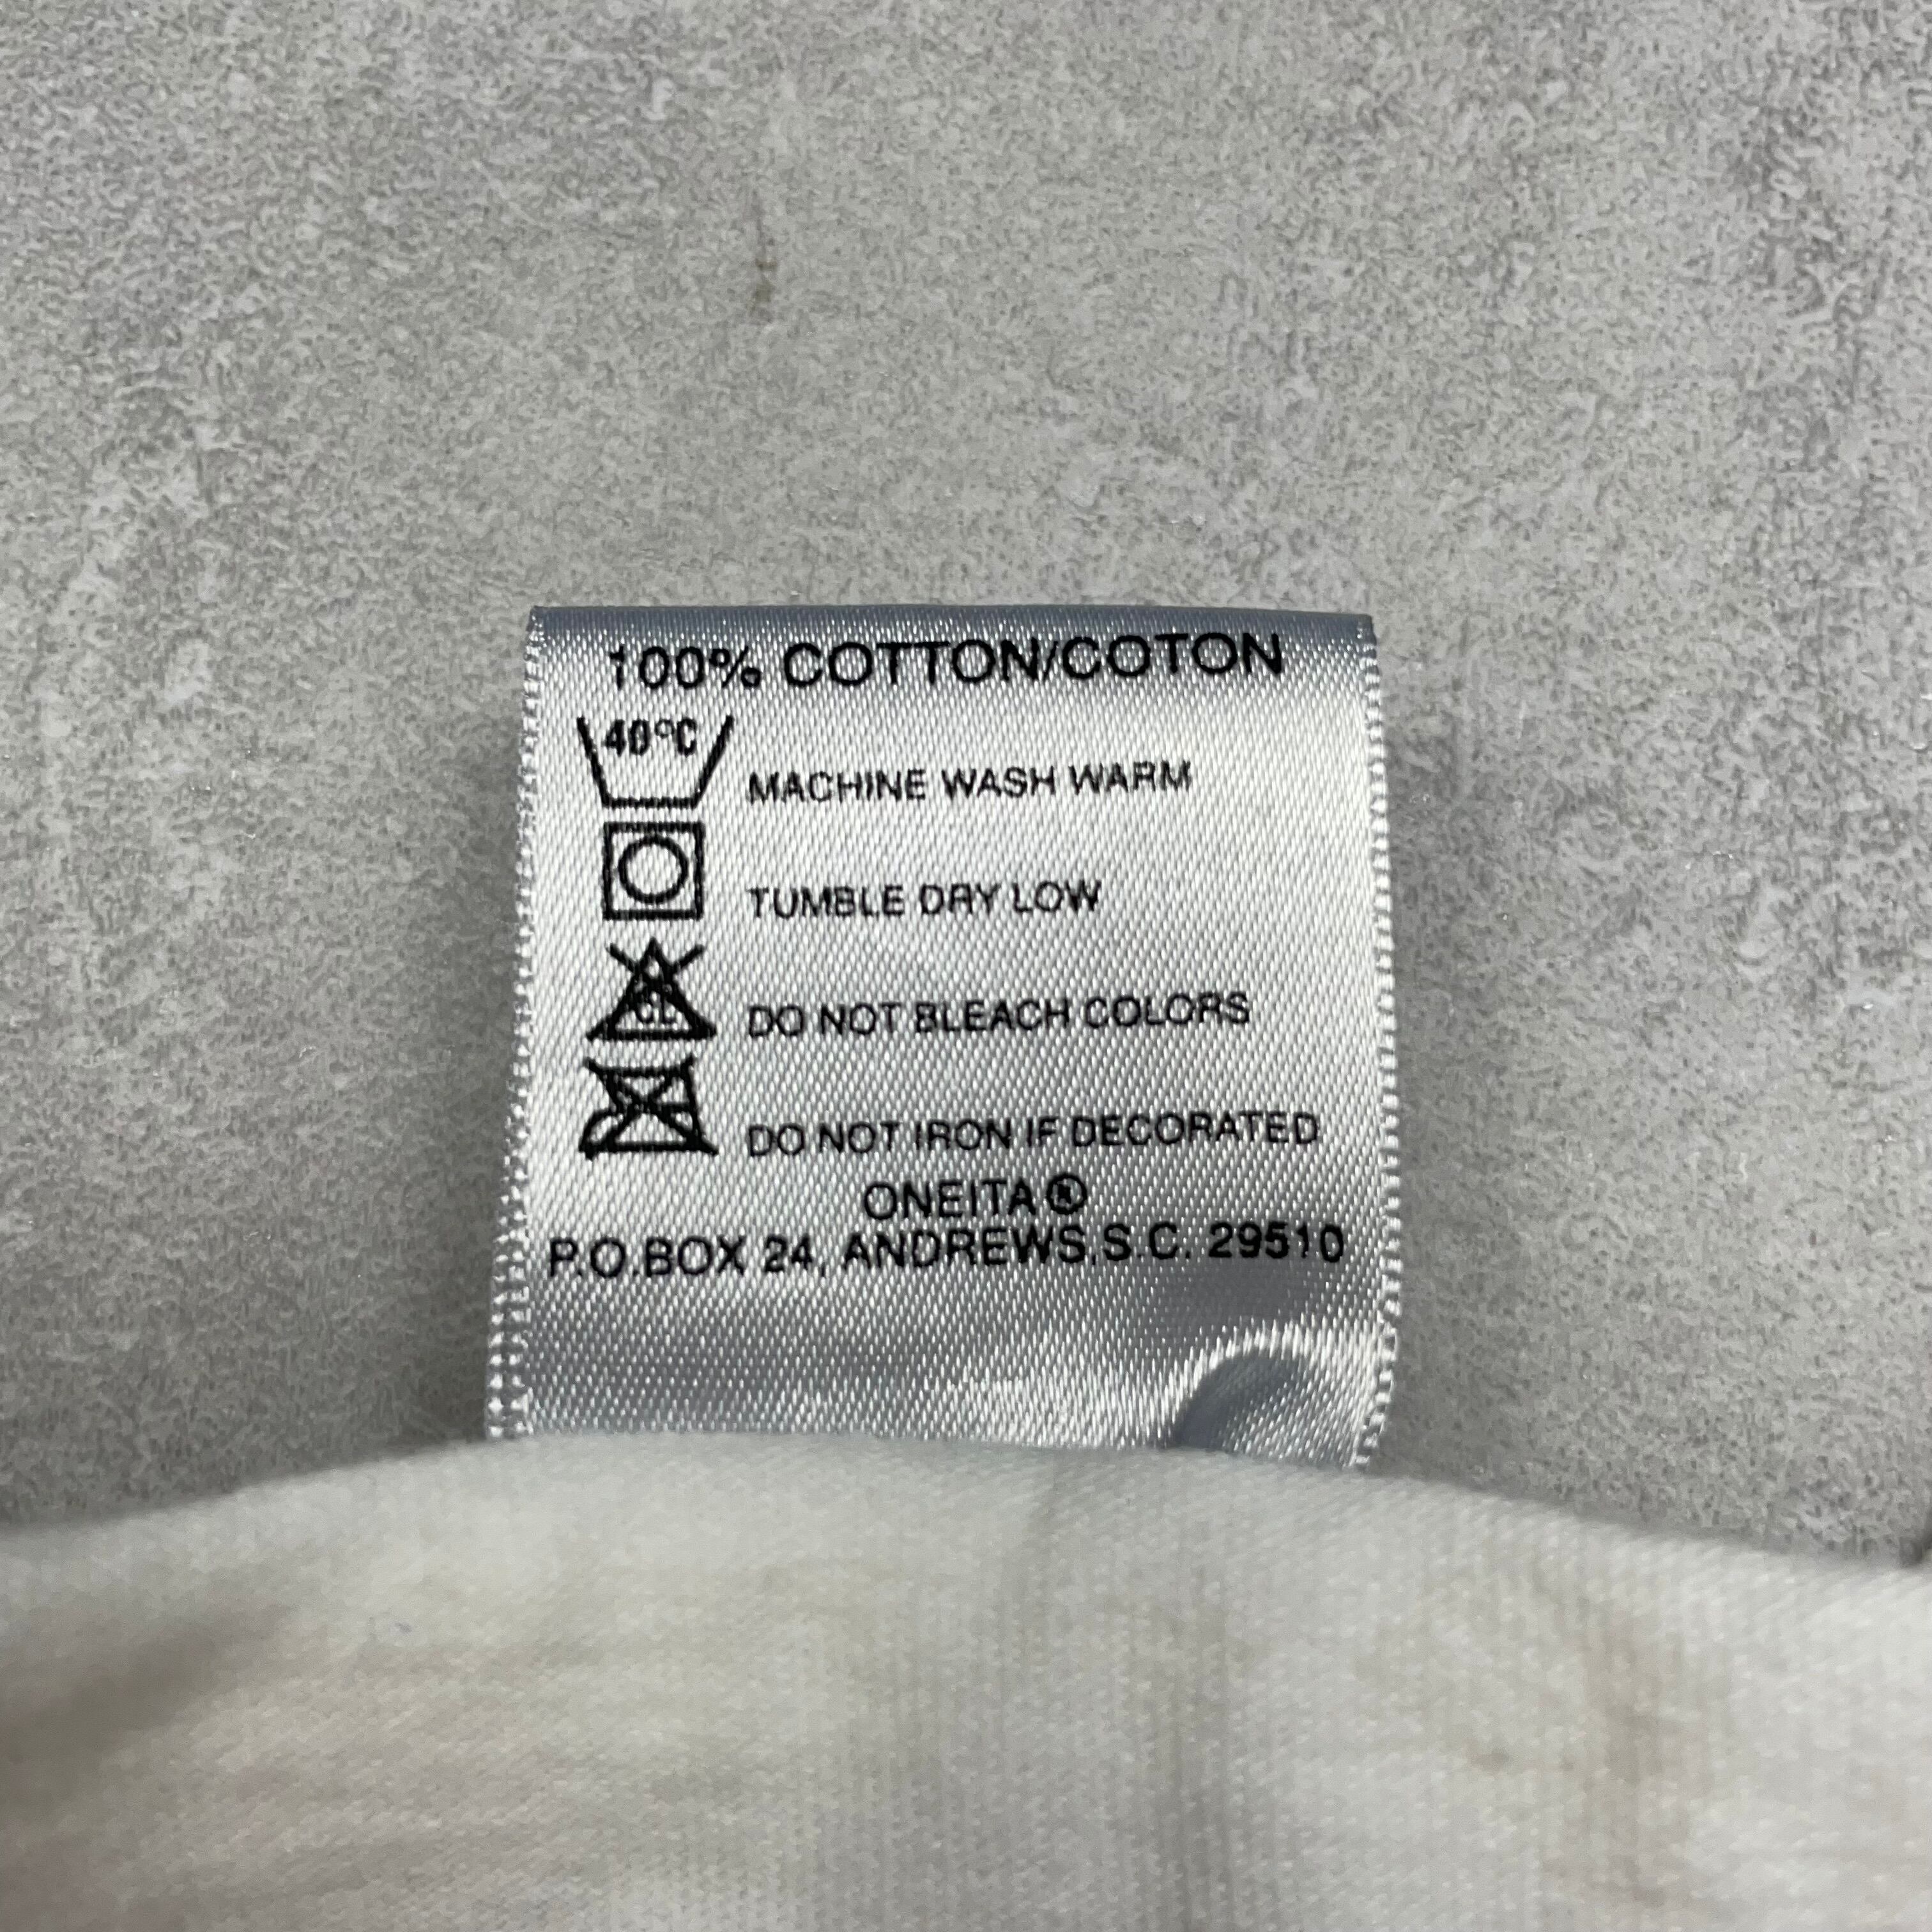 100% COTTON/COTON
40°C
MACHINE WASH WARM
TUMBLE DRY LOW
CL
DO NOT BLEACH COLORS
DO NOT IRON IF DECORATED
ONEITA®
P.O.BOX 24, ANDREWS,S.C. 29510